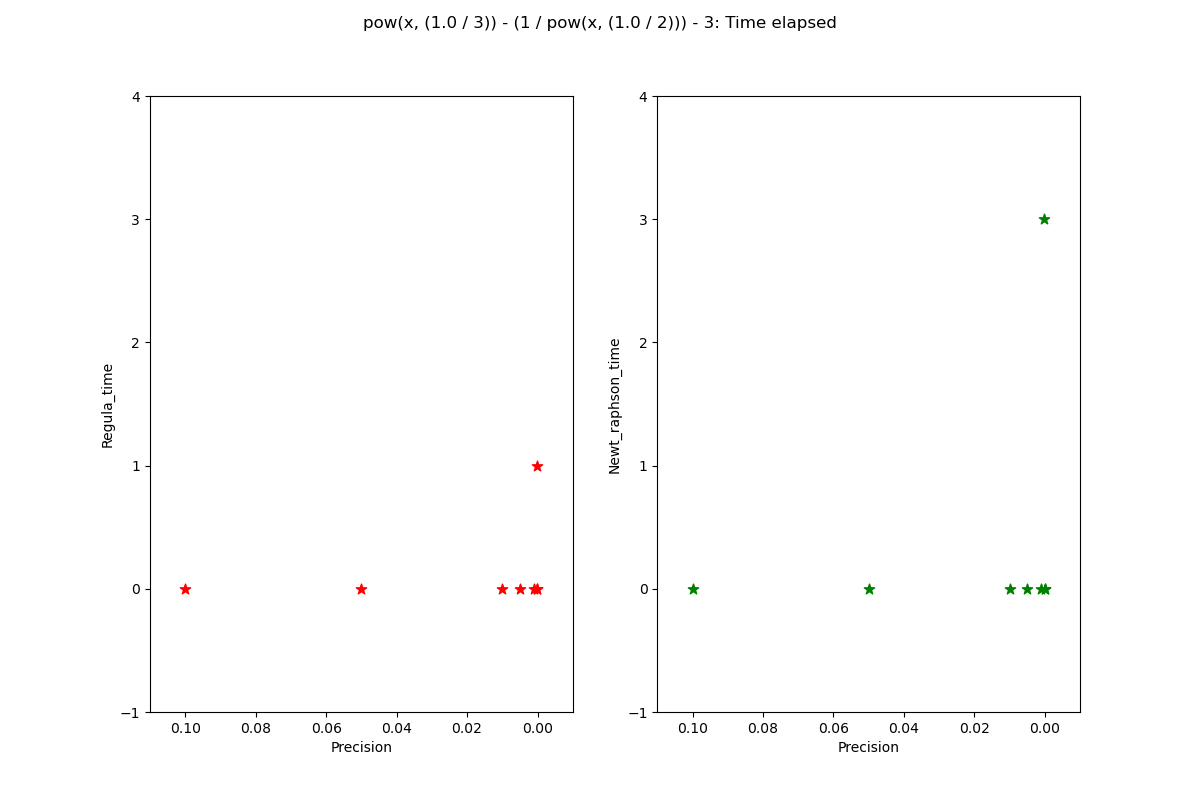 pow(x, (1.0 / 3)) - (1 / pow(x, (1.0 / 2))) - 3: Time elapsed
Regula_time
4
3
2
1
0
−1
0.10 0.08 0.06 0.04 0.02 0.00
Precision
Newt_raphson_time
4
3
2
1
0
−1
0.10 0.08 0.06 0.04 0.02 0.00
Precision